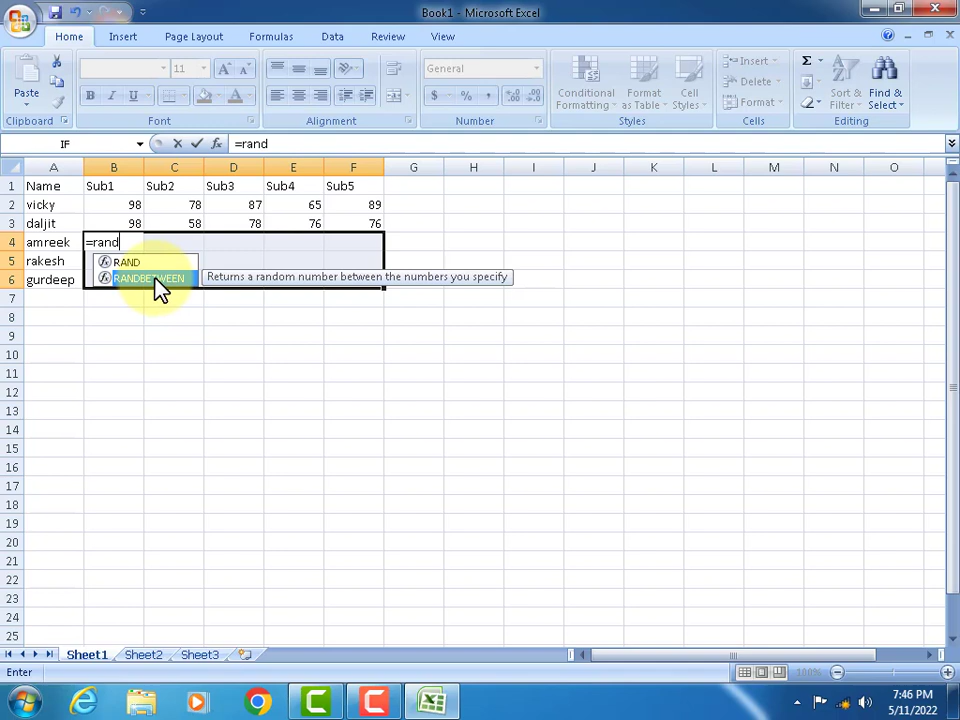 Book1 - Microsoft Excel
Home Insert Page Layout Formulas Data Review View
Paste
Clipboard
11
B I U
Font
Alignment
General
$ % ,
Number
Conditional Formatting
Format as Table
Cell Styles
Styles
Insert
Delete
Format
Cells
Σ
Sort & Filter
Find & Select
Editing
IF =rand
A B C D E F G H I J K L M N O
1 Name Sub1 Sub2 Sub3 Sub4 Sub5
2 vicky 98 78 87 65 89
3 daljit 98 58 78 76 76
4 amreek =rand
5 rakesh RAND
6 gurdeep RANDBETWEEN Returns a random number between the numbers you specify
7
8
9
10
11
12
13
14
15
16
17
18
19
20
21
22
23
24
25
Sheet1 Sheet2 Sheet3
Enter 100%
7:46 PM
5/11/2022